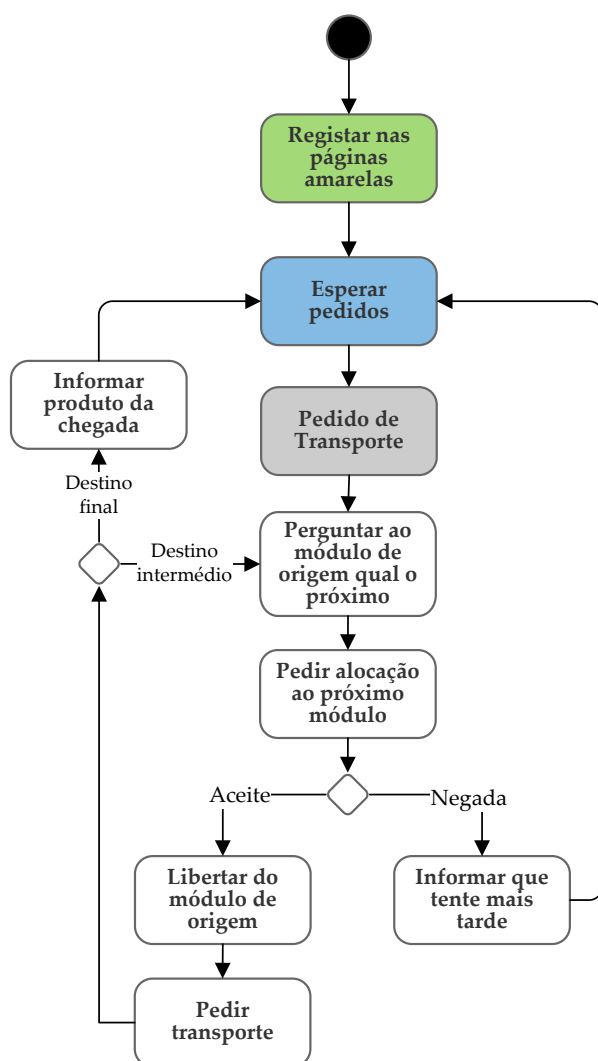 Registar nas
páginas
amarelas
Esperar
pedidos
Informar
produto da
chegada
Pedido de
Transporte
Destino
final
Destino
intermédio
Perguntar ao
módulo de
origem qual o
próximo
Pedir alocação
ao próximo
módulo
Aceite
Negada
Libertar do
módulo de
origem
Informar que
tente mais
tarde
Pedir
transporte